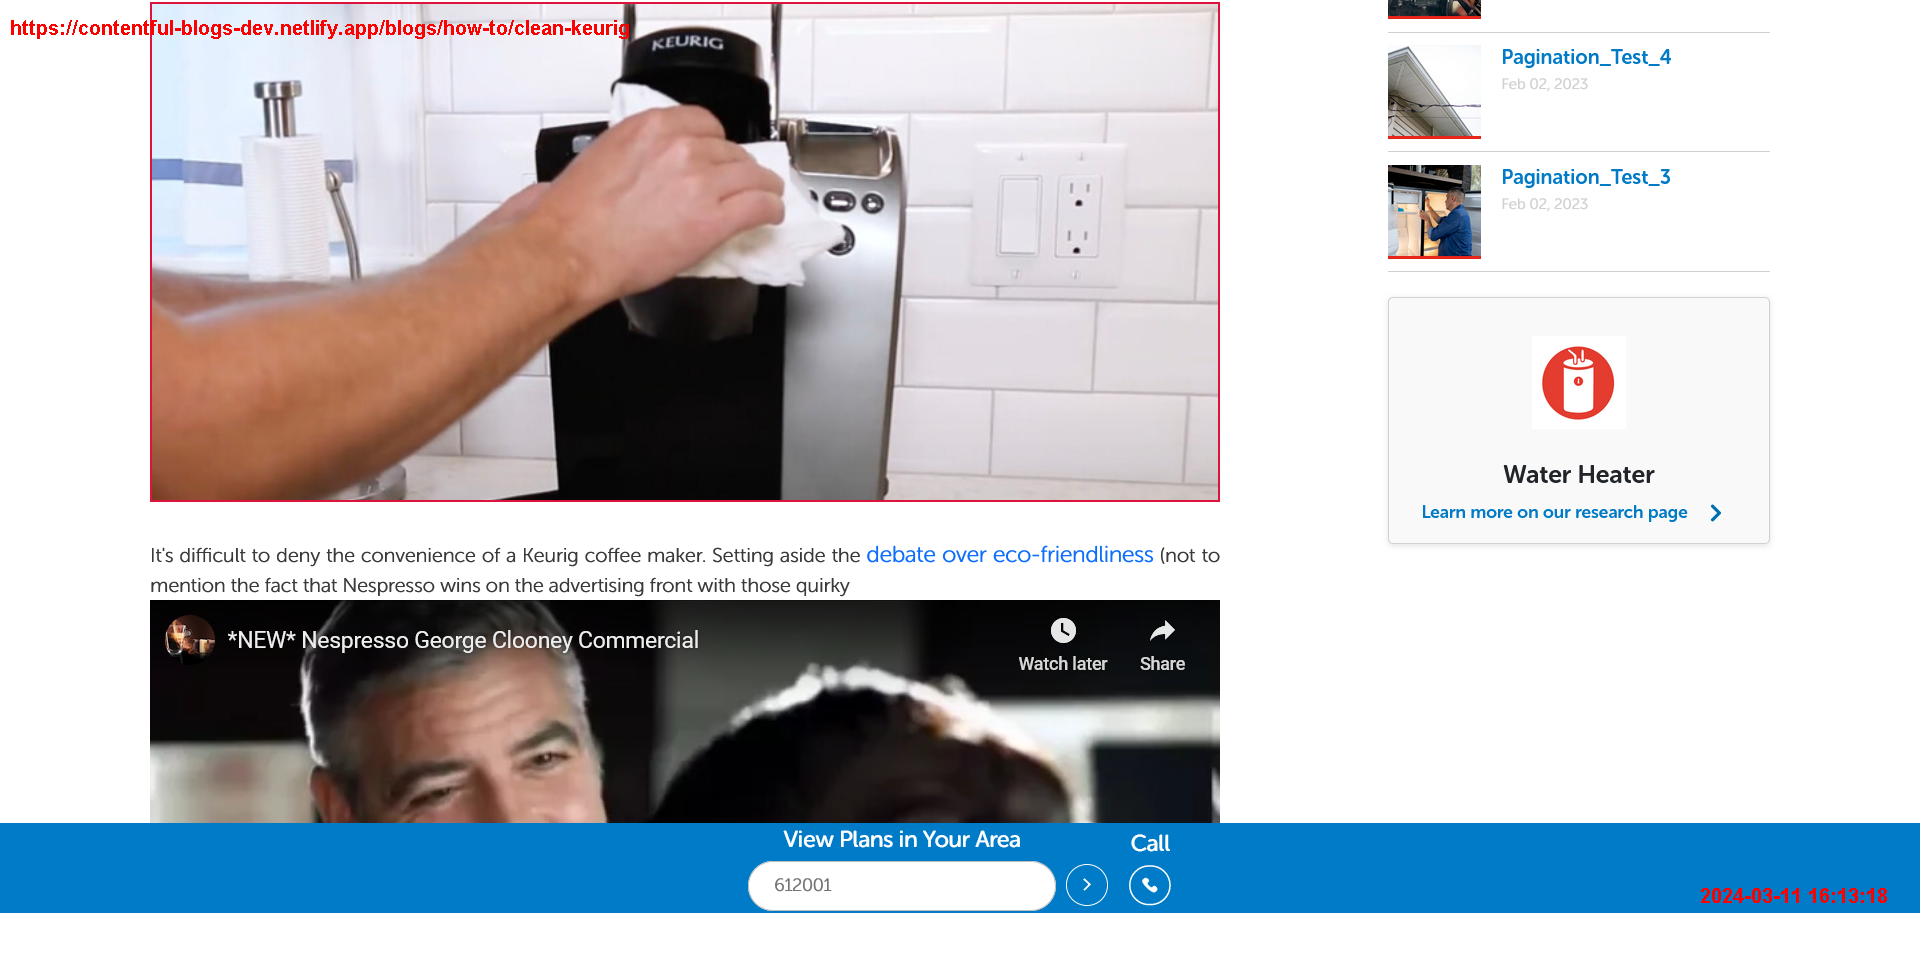 https://contentful-blogs-dev.netlify.app/blogs/how-to/clean-keurig
KEURIG
It's difficult to deny the convenience of a Keurig coffee maker. Setting aside the debate over eco-friendliness (not to
mention the fact that Nespresso wins on the advertising front with those quirky
*NEW* Nespresso George Clooney Commercial
Watch later
Share
Pagination_Test_4
Feb 02, 2023
Pagination_Test_3
Feb 02, 2023
Water Heater
Learn more on our research page
View Plans in Your Area
612001
Call
2024-03-11 16:13:18